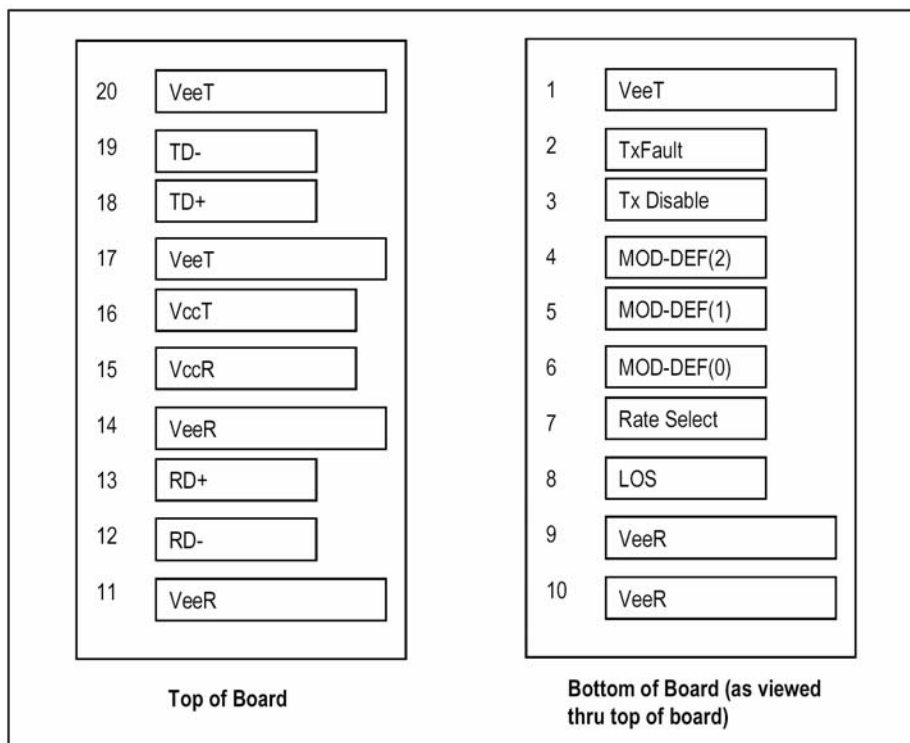 20 VeeT
19 TD-
18 TD+
17 VeeT
16 VccT
15 VccR
14 VeeR
13 RD+
12 RD-
11 VeeR
Top of Board
1 VeeT
2 TxFault
3 Tx Disable
4 MOD-DEF(2)
5 MOD-DEF(1)
6 MOD-DEF(0)
7 Rate Select
8 LOS
9 VeeR
10 VeeR
Bottom of Board (as viewed
thru top of board)